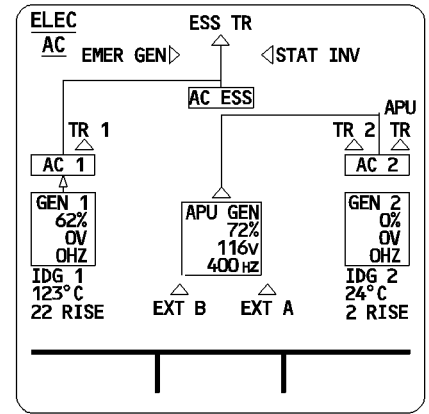 ELEC
AC
ESS TR
EMER GEN
STAT INV
AC ESS
APU
TR 1
TR 2 TR
AC 1
AC 2
GEN 1
62%
0V
0HZ
APU GEN
72%
116V
400 HZ
GEN 2
0%
0V
0HZ
IDG 1
123°C
22 RISE
EXT B
EXT A
IDG 2
24°C
2 RISE